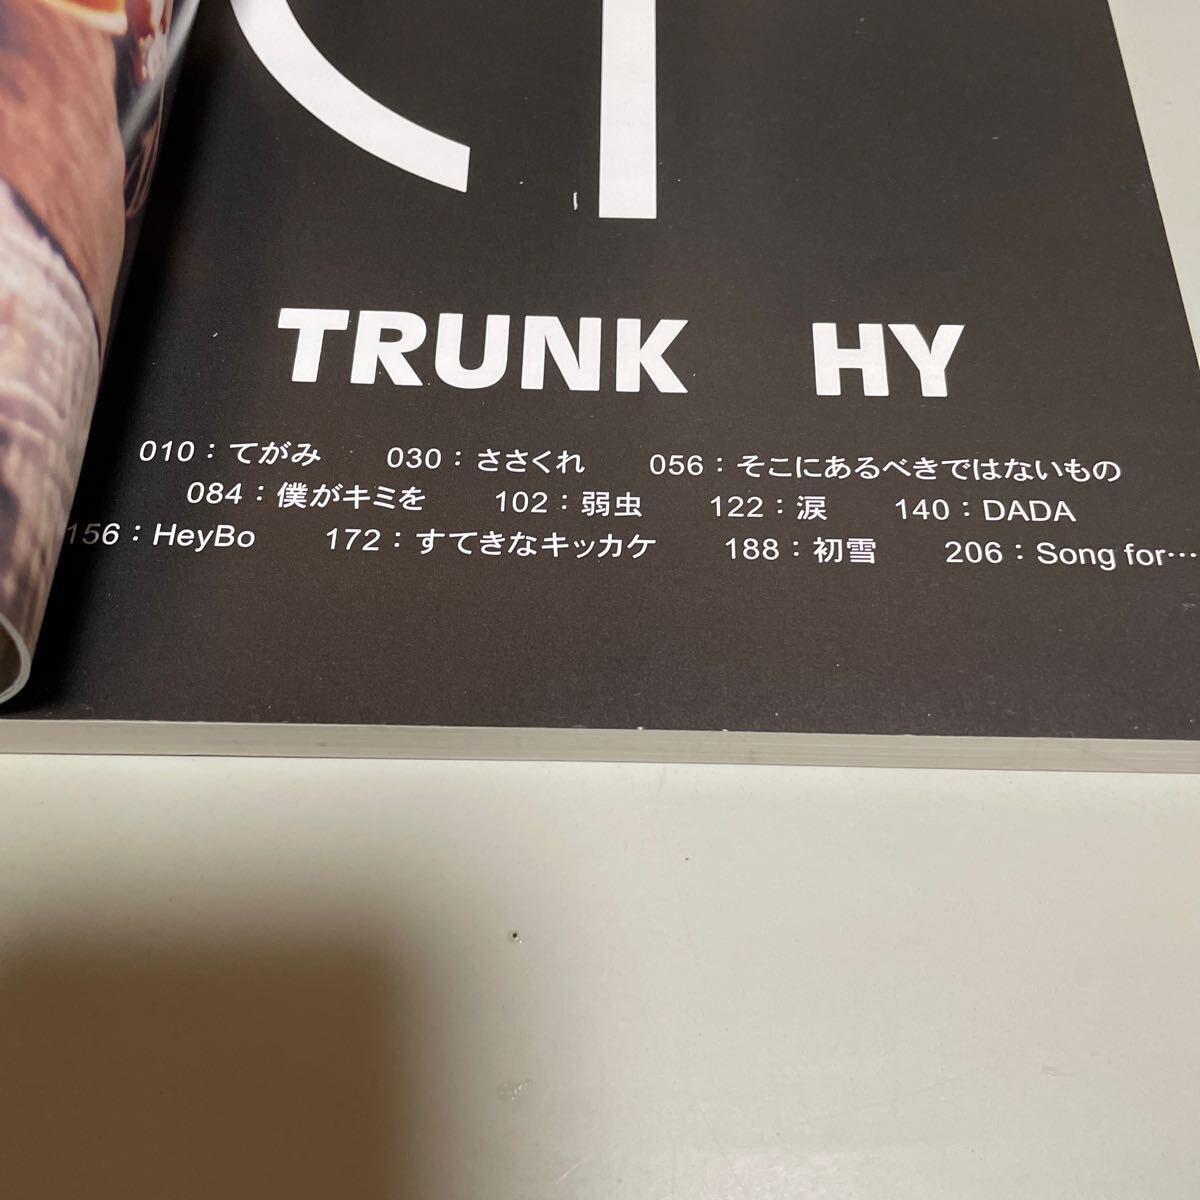 TRUNK HY
010：てがみ 030：ささくれ 056：そこにあるべきではないもの
084：僕がキミを 102：弱虫 122：涙 140：DADA
156：HeyBo 172：すてきなキッカケ 188：初雪 206：Song for…